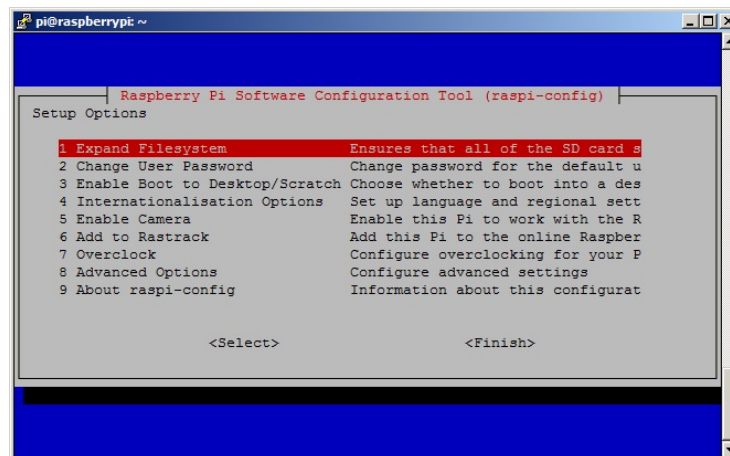 pi@raspberrypi: ~
Raspberry Pi Software Configuration Tool (raspi-config)
Setup Options
1 Expand Filesystem Ensures that all of the SD card s
2 Change User Password Change password for the default u
3 Enable Boot to Desktop/Scratch Choose whether to boot into a des
4 Internationalisation Options Set up language and regional sett
5 Enable Camera Enable this Pi to work with the R
6 Add to Rastrack Add this Pi to the online Raspber
7 Overclock Configure overclocking for your P
8 Advanced Options Configure advanced settings
9 About raspi-config Information about this configurat
<Select> <Finish>